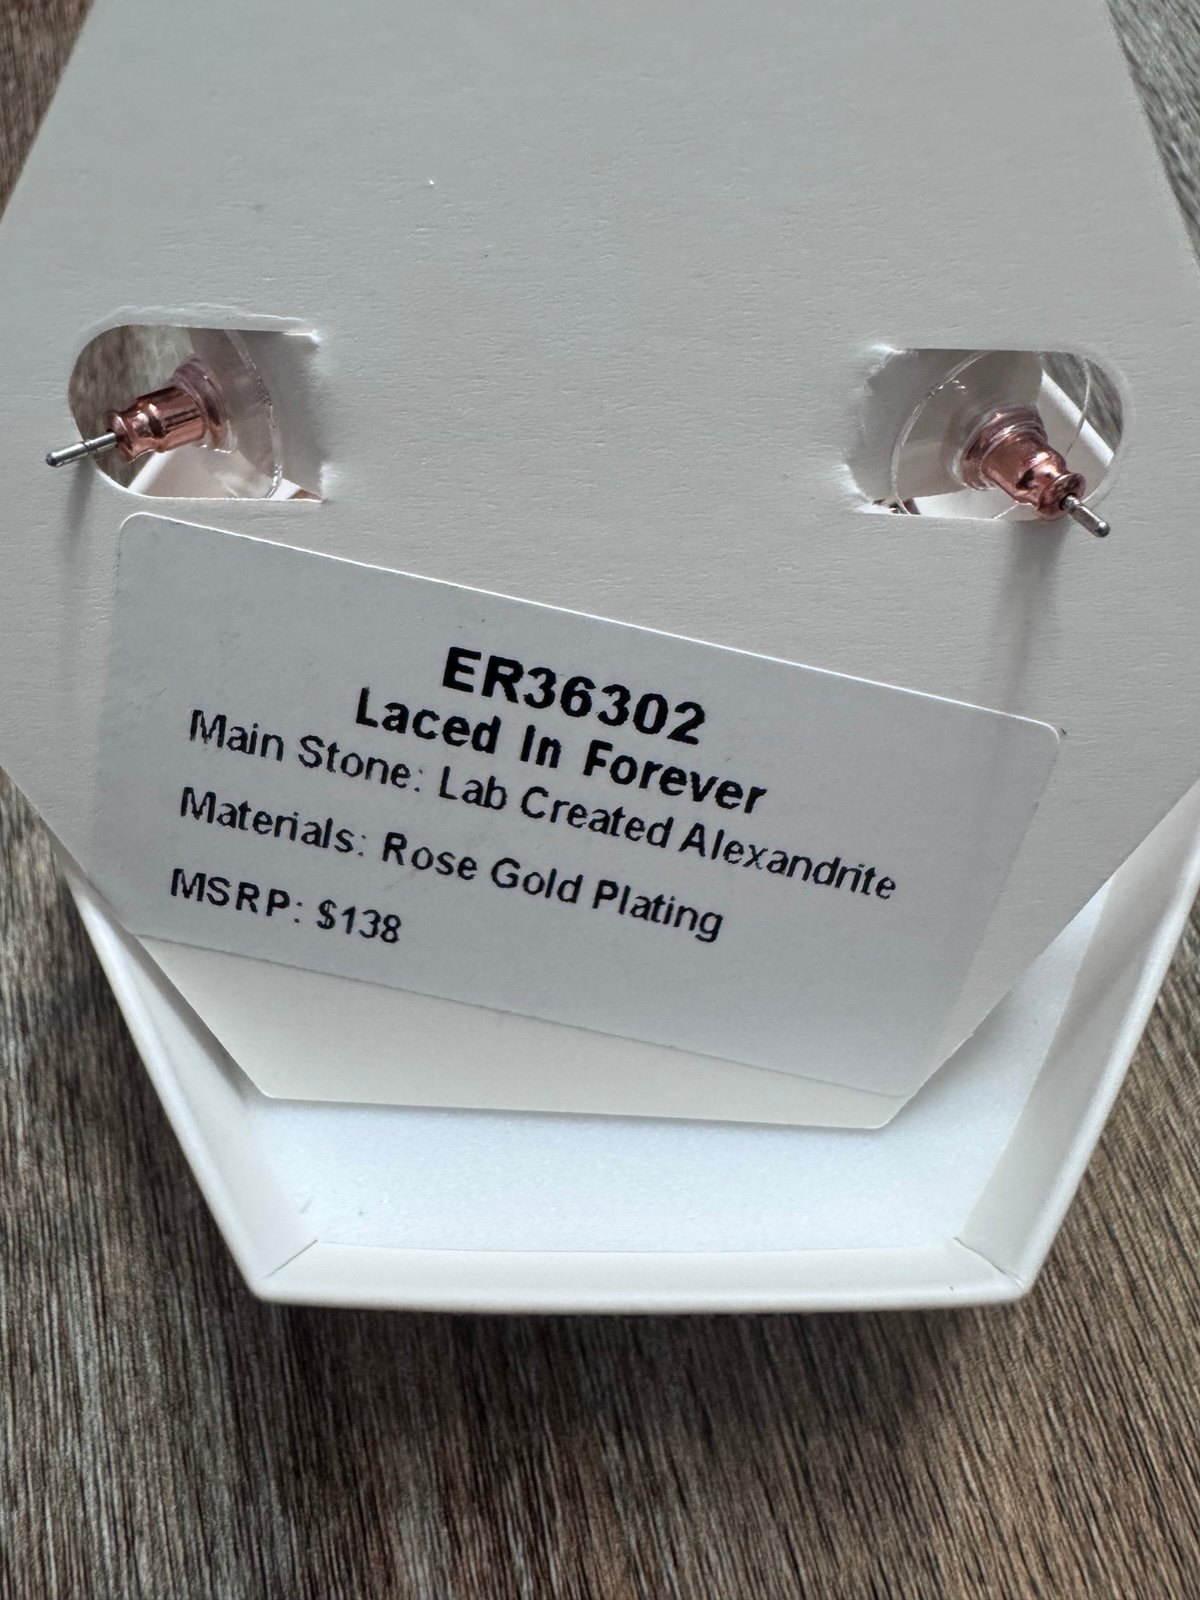 ER36302
Laced In Forever
Main Stone: Lab Created Alexandrite
Materials: Rose Gold Plating
MSRP: $138